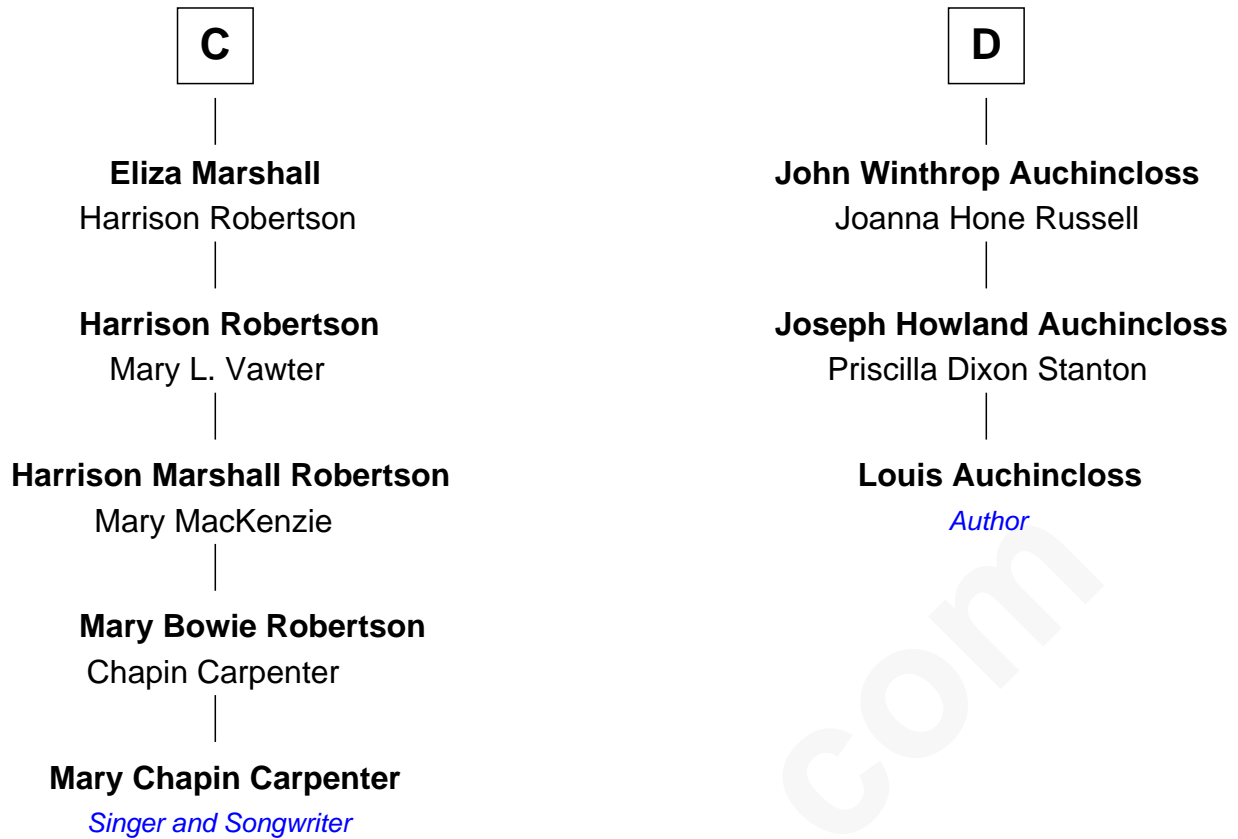 C
Eliza Marshall
Harrison Robertson
Harrison Robertson
Mary L. Vawter
Harrison Marshall Robertson
Mary MacKenzie
Mary Bowie Robertson
Chapin Carpenter
Mary Chapin Carpenter
Singer and Songwriter
D
John Winthrop Auchincloss
Joanna Hone Russell
Joseph Howland Auchincloss
Priscilla Dixon Stanton
Louis Auchincloss
Author
com